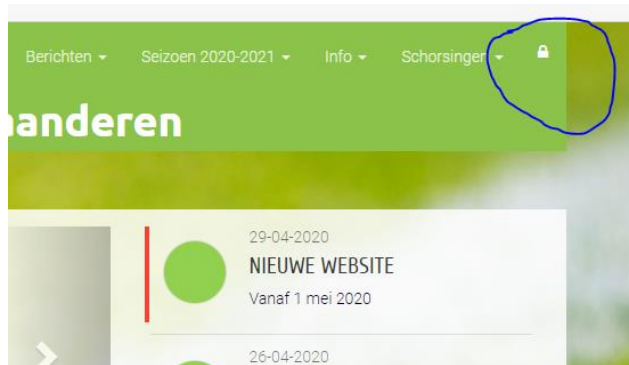 Berichten Seizoen 2020-2021 Info Schorsingen
anderen
29-04-2020
NIEUWE WEBSITE
Vanaf 1 mei 2020
26-04-2020